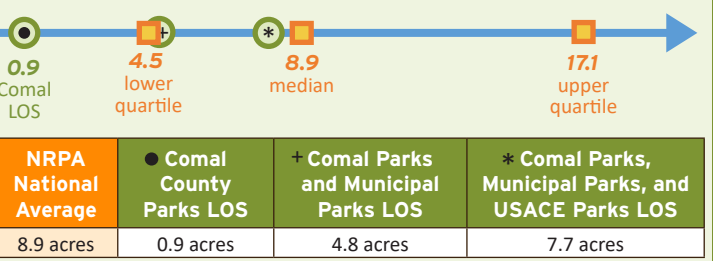 + *
0.9 4.5 8.9 17.1
Comal lower median upper
LOS quartile quartile
NRPA ● Comal + Comal Parks * Comal Parks,
National County and Municipal Municipal Parks, and
Average Parks LOS Parks LOS USACE Parks LOS
8.9 acres 0.9 acres 4.8 acres 7.7 acres